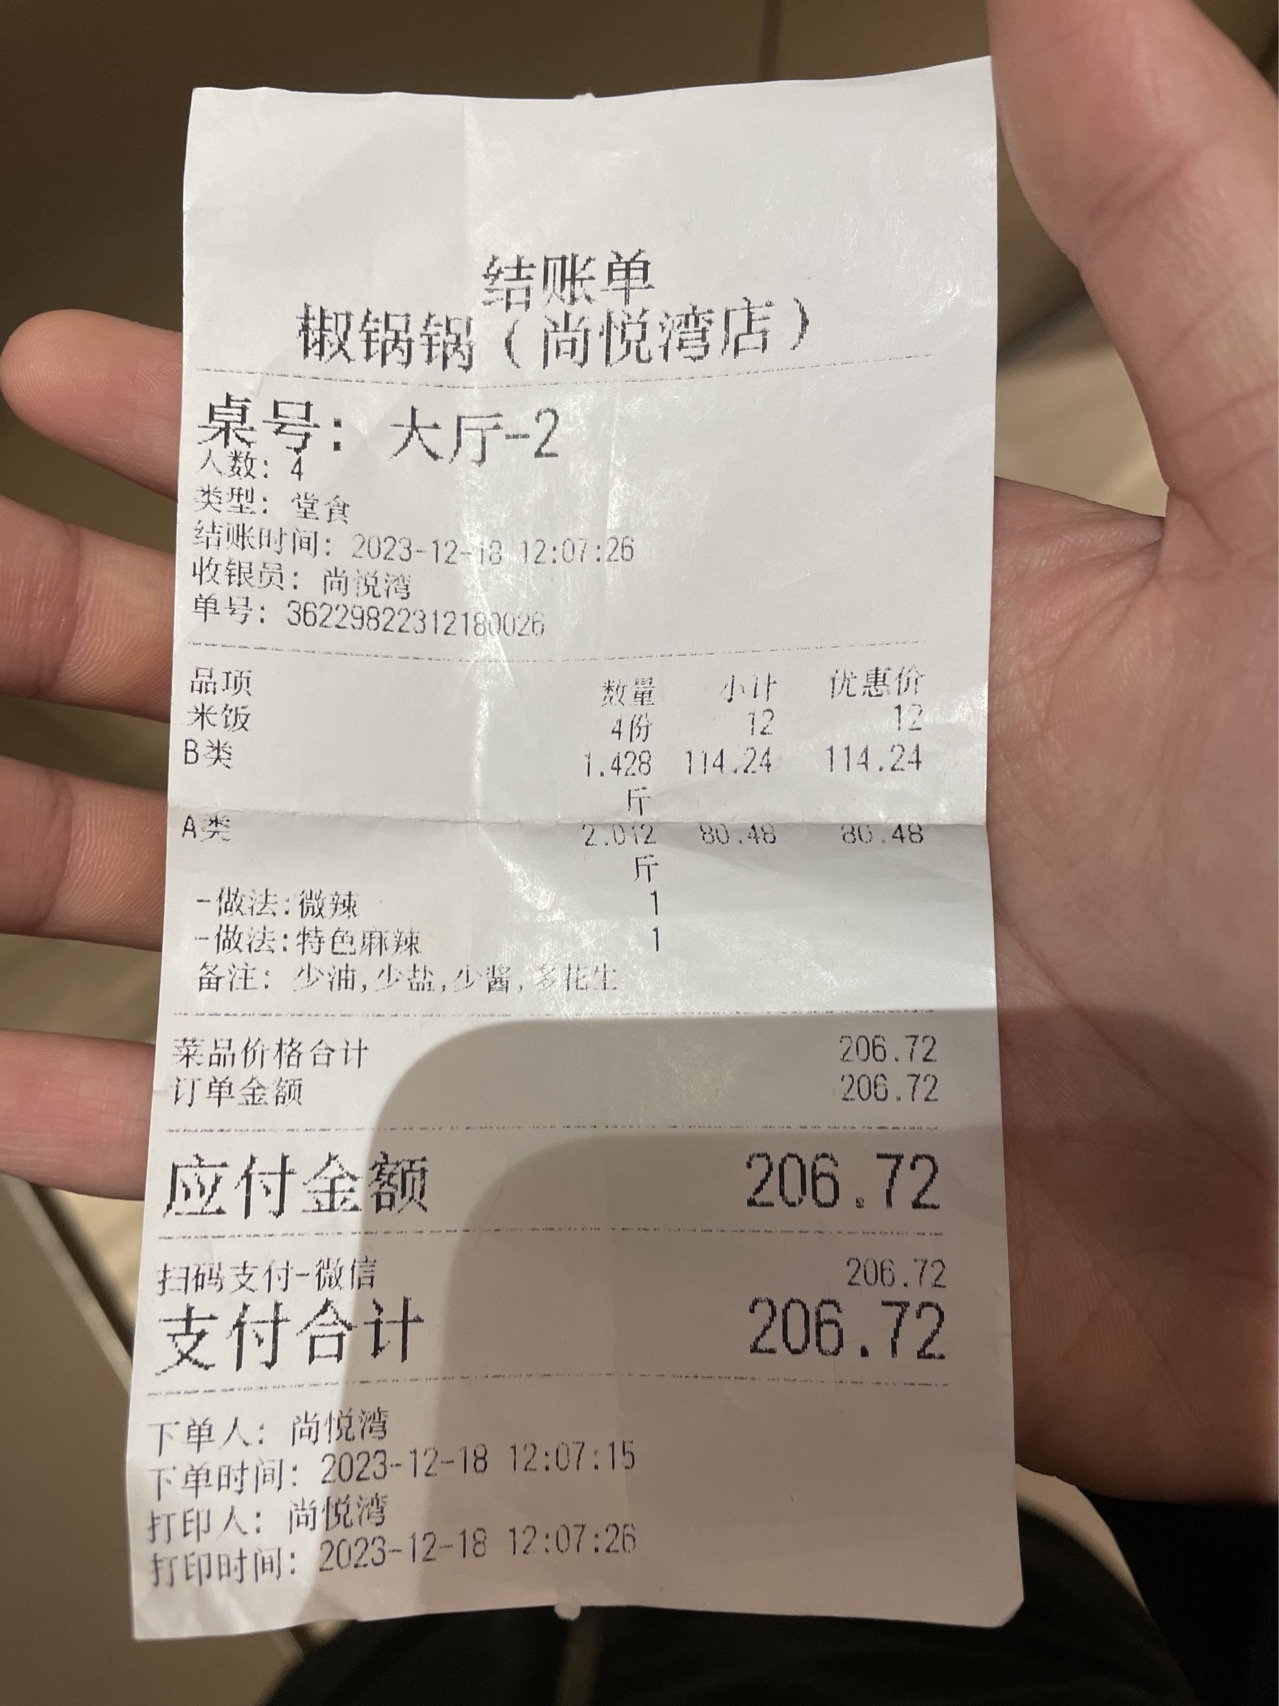 结账单
椒锅锅（尚悦湾店）
桌号：大厅-2
人数：4
类型：堂食
结账时间：2023-12-18 12:07:26
收银员：尚悦湾
单号：36229822312180026
品项 数量 小计 优惠价
米饭 4份 12 12
B类 1.428 114.24 114.24
斤
A类 2.012 80.48 80.48
斤
-做法:微辣 1
-做法:特色麻辣 1
备注：少油,少盐,少酱,多花生
菜品价格合计 206.72
订单金额 206.72
应付金额 206.72
扫码支付-微信 206.72
支付合计 206.72
下单人：尚悦湾
下单时间：2023-12-18 12:07:15
打印人：尚悦湾
打印时间：2023-12-18 12:07:26